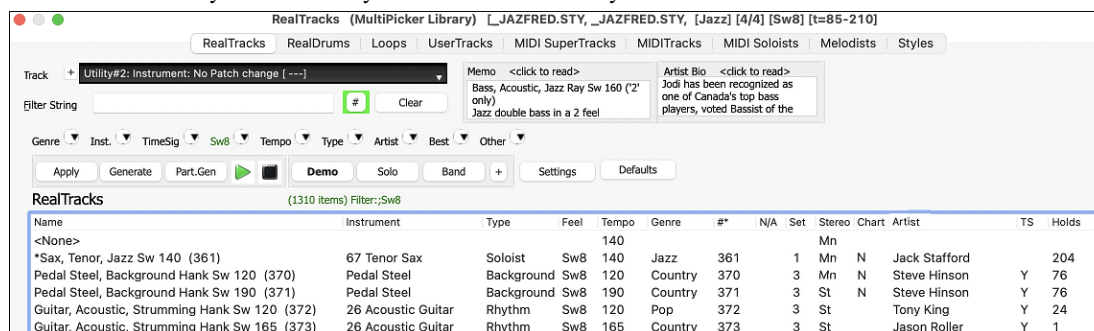 RealTracks (MultiPicker Library) [_JAZFRED.STY, _JAZFRED.STY, [Jazz] [4/4] [Sw8] [t=85-210]
RealTracks RealDrums Loops UserTracks MIDI SuperTracks MIDITracks MIDI Soloists Melodists Styles
Track + Utility#2: Instrument: No Patch change [ ---]
Memo <click to read>
Bass, Acoustic, Jazz Ray Sw 160 ('2'
only)
Jazz double bass in a 2 feel
Artist Bio <click to read>
Jodi has been recognized as
one of Canada's top bass
players, voted Bassist of the
Filter String # Clear
Genre Inst. TimeSig Sw8 Tempo Type Artist Best Other
Apply Generate Part.Gen Demo Solo Band + Settings Defaults
RealTracks (1310 items) Filter:;Sw8
Name Instrument Type Feel Tempo Genre #* N/A Set Stereo Chart Artist TS Holds
<None> 140 Mn
*Sax, Tenor, Jazz Sw 140 (361) 67 Tenor Sax Soloist Sw8 140 Jazz 361 1 Mn N Jack Stafford 204
Pedal Steel, Background Hank Sw 120 (370) Pedal Steel Background Sw8 120 Country 370 3 Mn N Steve Hinson Y 76
Pedal Steel, Background Hank Sw 190 (371) Pedal Steel Background Sw8 190 Country 371 3 St N Steve Hinson Y 76
Guitar, Acoustic, Strumming Hank Sw 120 (372) 26 Acoustic Guitar Rhythm Sw8 120 Pop 372 3 St Tony King Y 24
Guitar, Acoustic, Strumming Hank Sw 165 (373) 26 Acoustic Guitar Rhythm Sw8 165 Country 373 3 St Jason Roller Y 1